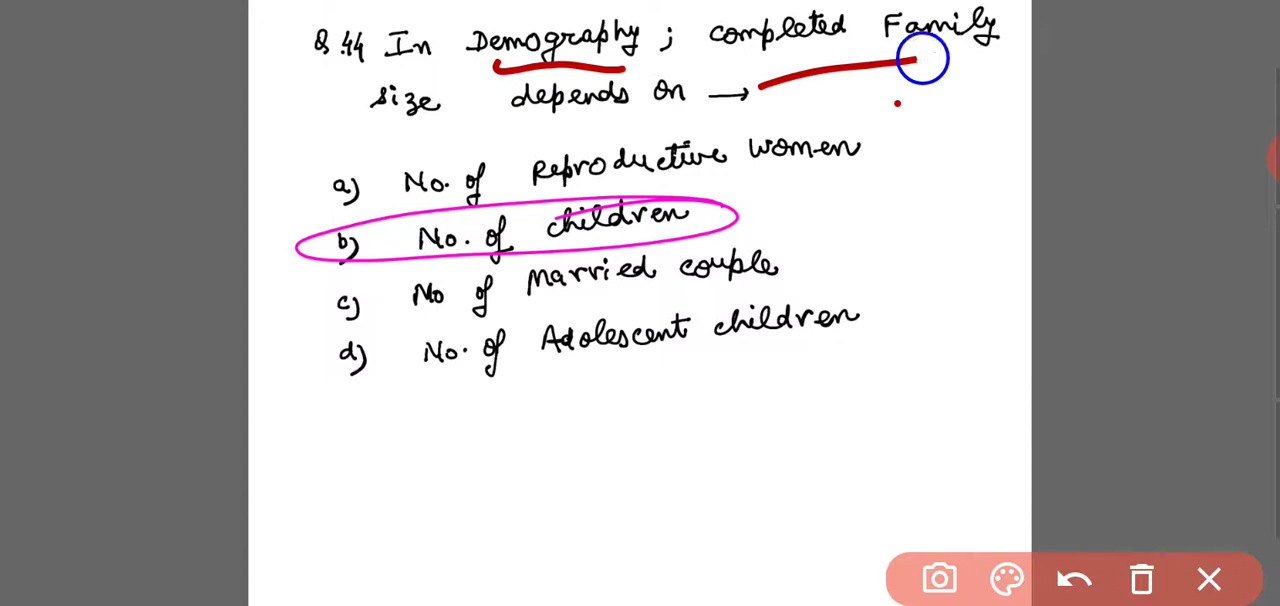 Q.44 In Demography ; completed Family
size depends on →
a) No. of Reproductive women
b) No. of children
c) No of Married couple
d) No. of Adolescent children